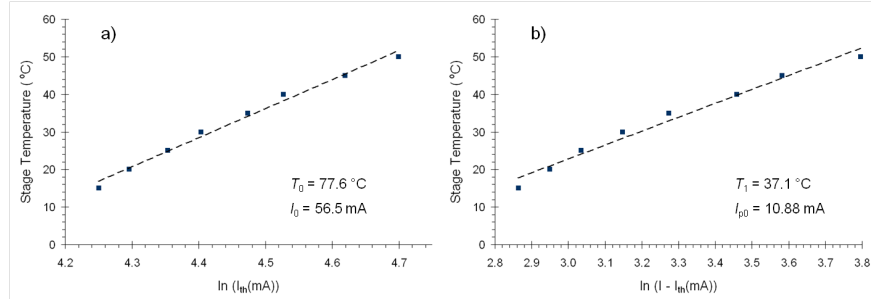 a)
Stage Temperature ( °C)
60
50
40
30
20
10
0
T0 = 77.6 °C
I0 = 56.5 mA
4.2 4.3 4.4 4.5 4.6 4.7
ln (Ith(mA))
b)
Stage Temperature ( °C)
60
50
40
30
20
10
0
T1 = 37.1 °C
Ip0 = 10.88 mA
2.8 2.9 3.0 3.1 3.2 3.3 3.4 3.5 3.6 3.7 3.8
ln (I - Ith(mA))